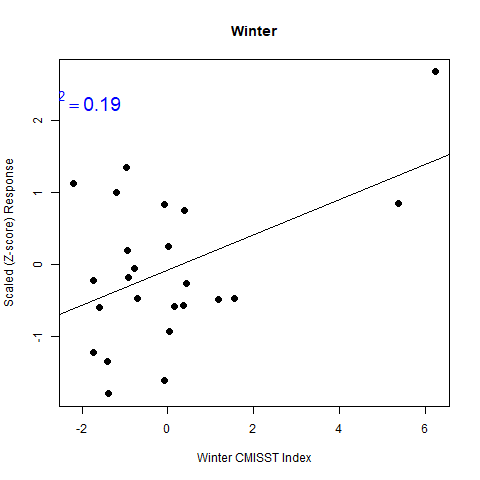 Winter
2 = 0.19
Scaled (Z-score) Response
2
1
0
-1
-2 0 2 4 6
Winter CMISST Index